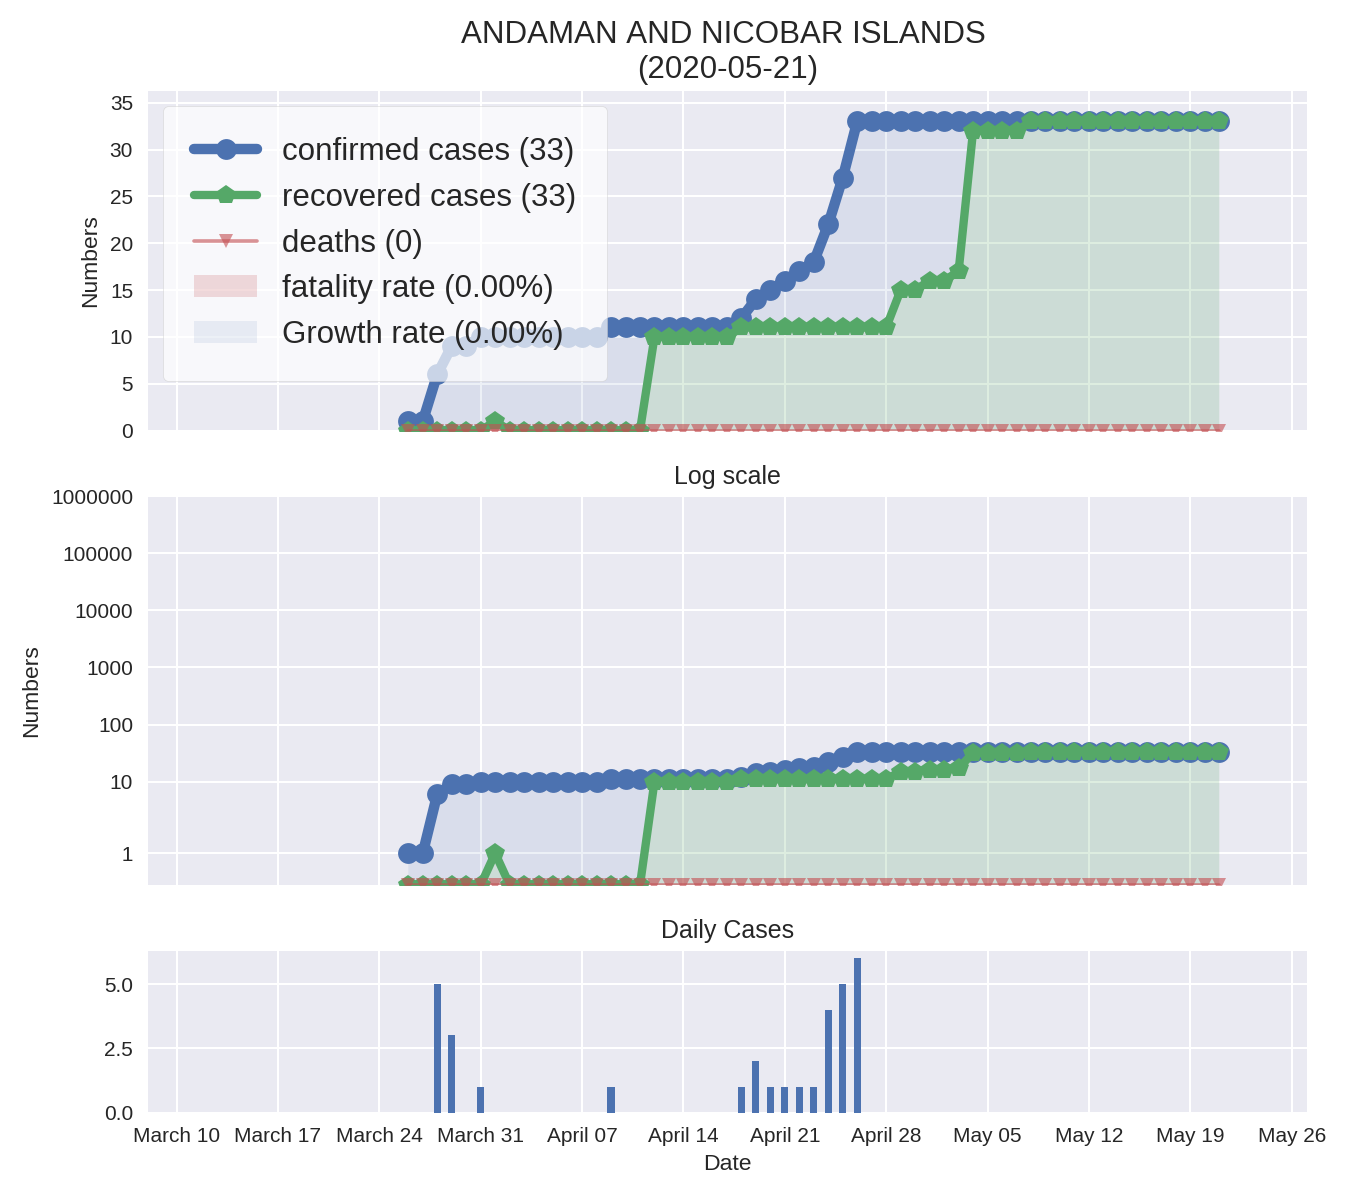 ANDAMAN AND NICOBAR ISLANDS
(2020-05-21)
35
30
25
20
15
10
5
0
Numbers
confirmed cases (33)
recovered cases (33)
deaths (0)
fatality rate (0.00%)
Growth rate (0.00%)
Log scale
1000000
100000
10000
1000
100
10
1
Numbers
Daily Cases
5.0
2.5
0.0
March 10 March 17 March 24 March 31 April 07 April 14 April 21 April 28 May 05 May 12 May 19 May 26
Date